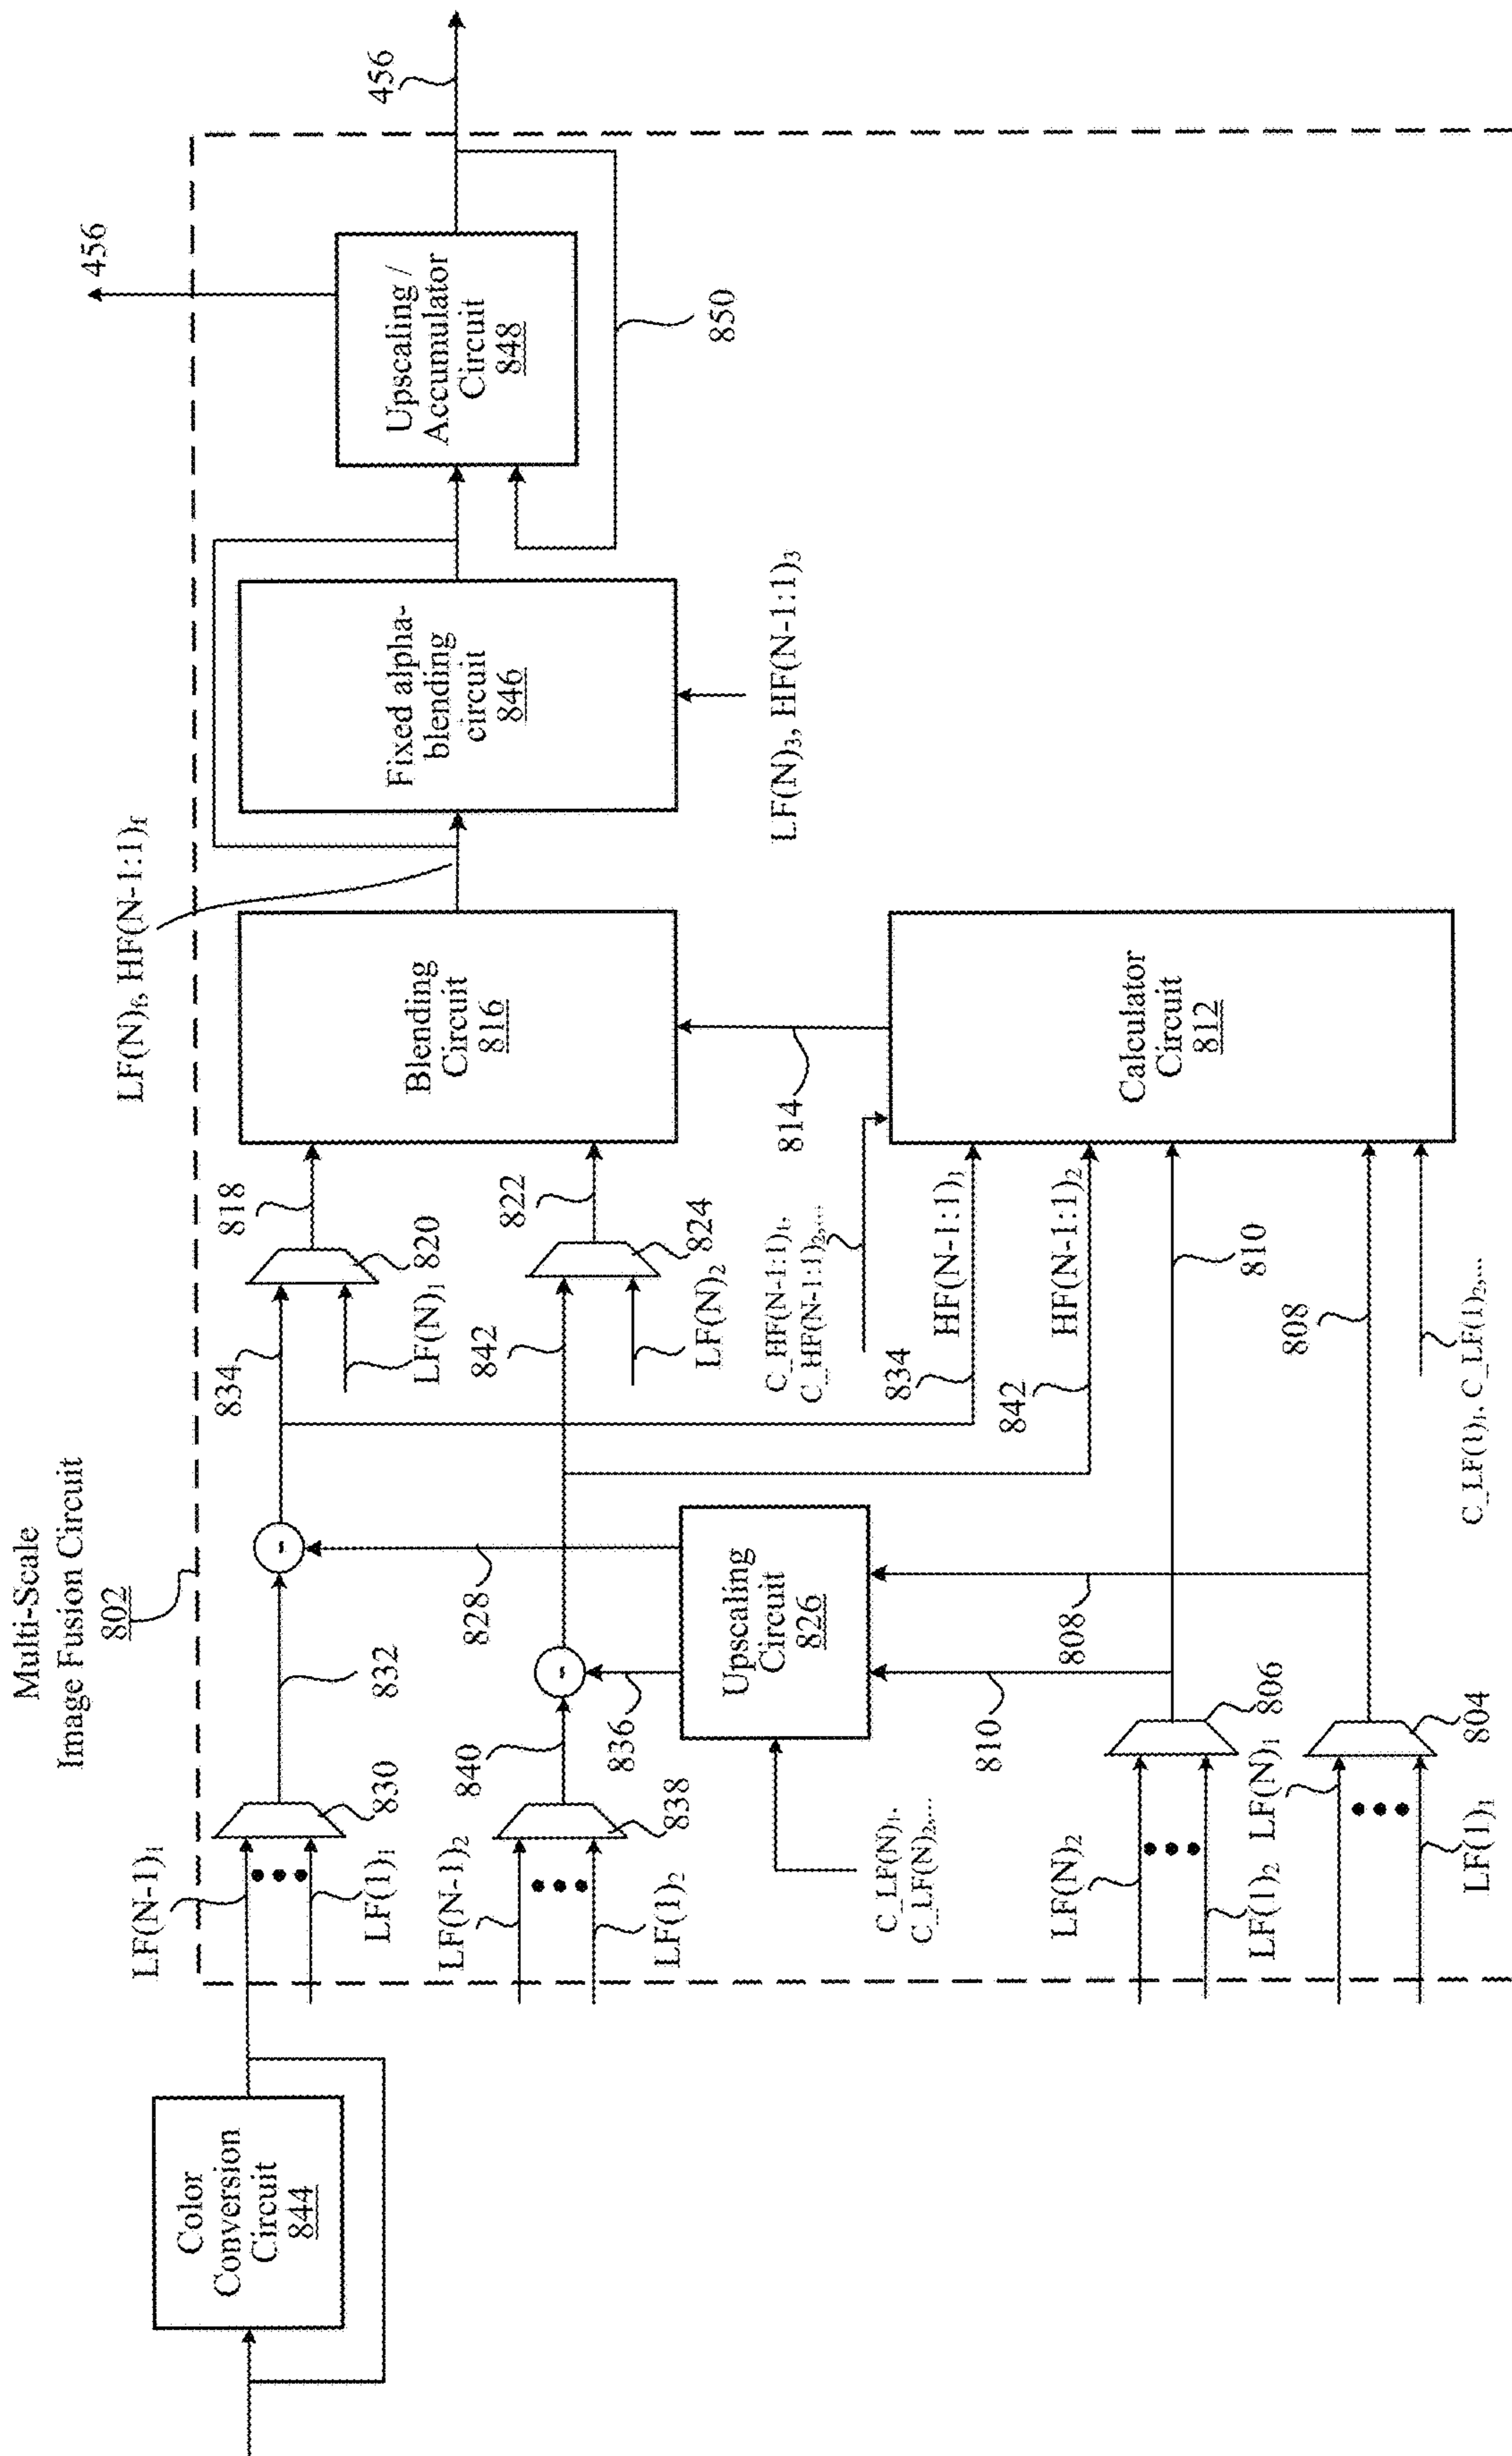 Multi-Scale
Image Fusion Circuit
802
Color
Conversion
Circuit
844
LF(N-1)₁
LF(1)₁
830
832
834
LF(N)₁
820
818
LF(N-1)₂
LF(1)₂
838
840
836
828
842
LF(N)₂
824
822
Upscaling
Circuit
826
C_LF(N)₁,
C_LF(N)₂,...
810
808
LF(N)₂
LF(1)₂
806
LF(N)₁
LF(1)₁
804
C_HF(N-1:1)₁,
C_HF(N-1:1)₂,...
834
HF(N-1:1)₁
842
HF(N-1:1)₂
810
808
C_LF(1)₁, C_LF(1)₂,...
Calculator
Circuit
812
814
Blending
Circuit
816
LF(N)f, HF(N-1:1)f
Fixed alpha-
blending
circuit
846
LF(N)₃, HF(N-1:1)₃
Upscaling /
Accumulator
Circuit
848
850
456
456